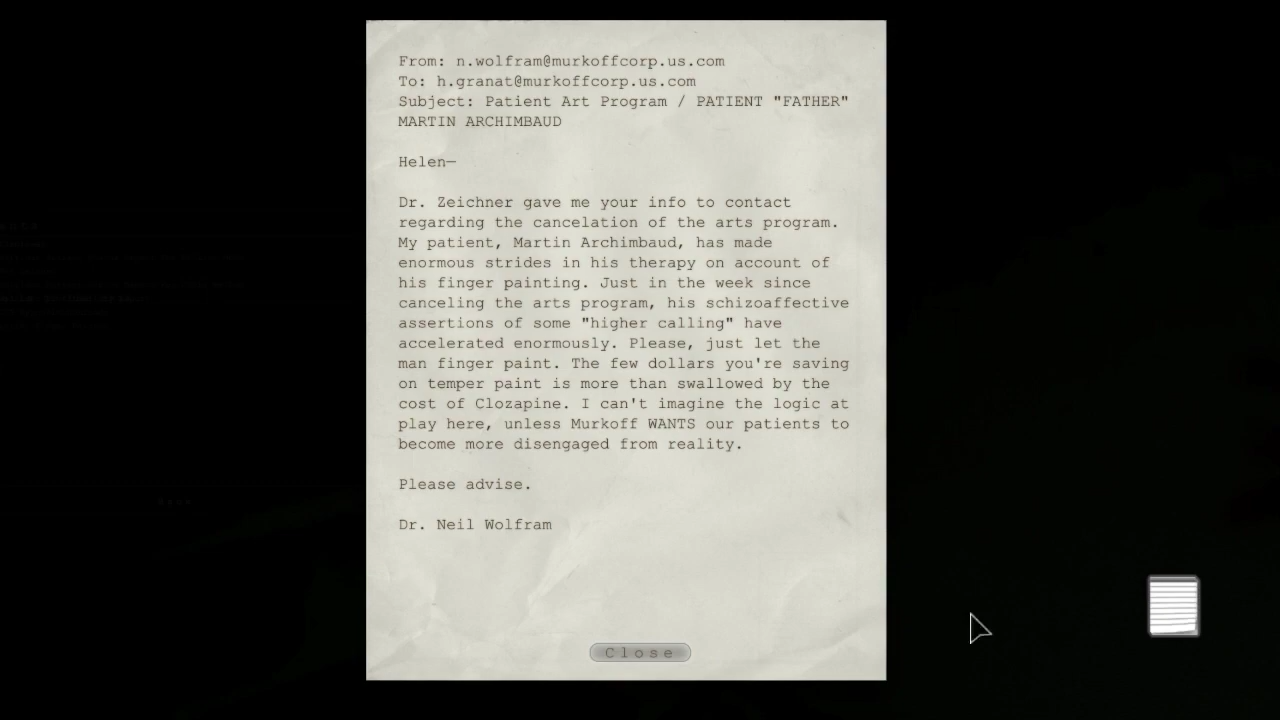 From: n.wolfram@murkoffcorp.us.com
To: h.granat@murkoffcorp.us.com
Subject: Patient Art Program / PATIENT "FATHER"
MARTIN ARCHIMBAUD
Helen—
Dr. Zeichner gave me your info to contact
regarding the cancelation of the arts program.
My patient, Martin Archimbaud, has made
enormous strides in his therapy on account of
his finger painting. Just in the week since
canceling the arts program, his schizoaffective
assertions of some "higher calling" have
accelerated enormously. Please, just let the
man finger paint. The few dollars you're saving
on temper paint is more than swallowed by the
cost of Clozapine. I can't imagine the logic at
play here, unless Murkoff WANTS our patients to
become more disengaged from reality.
Please advise.
Dr. Neil Wolfram
Close